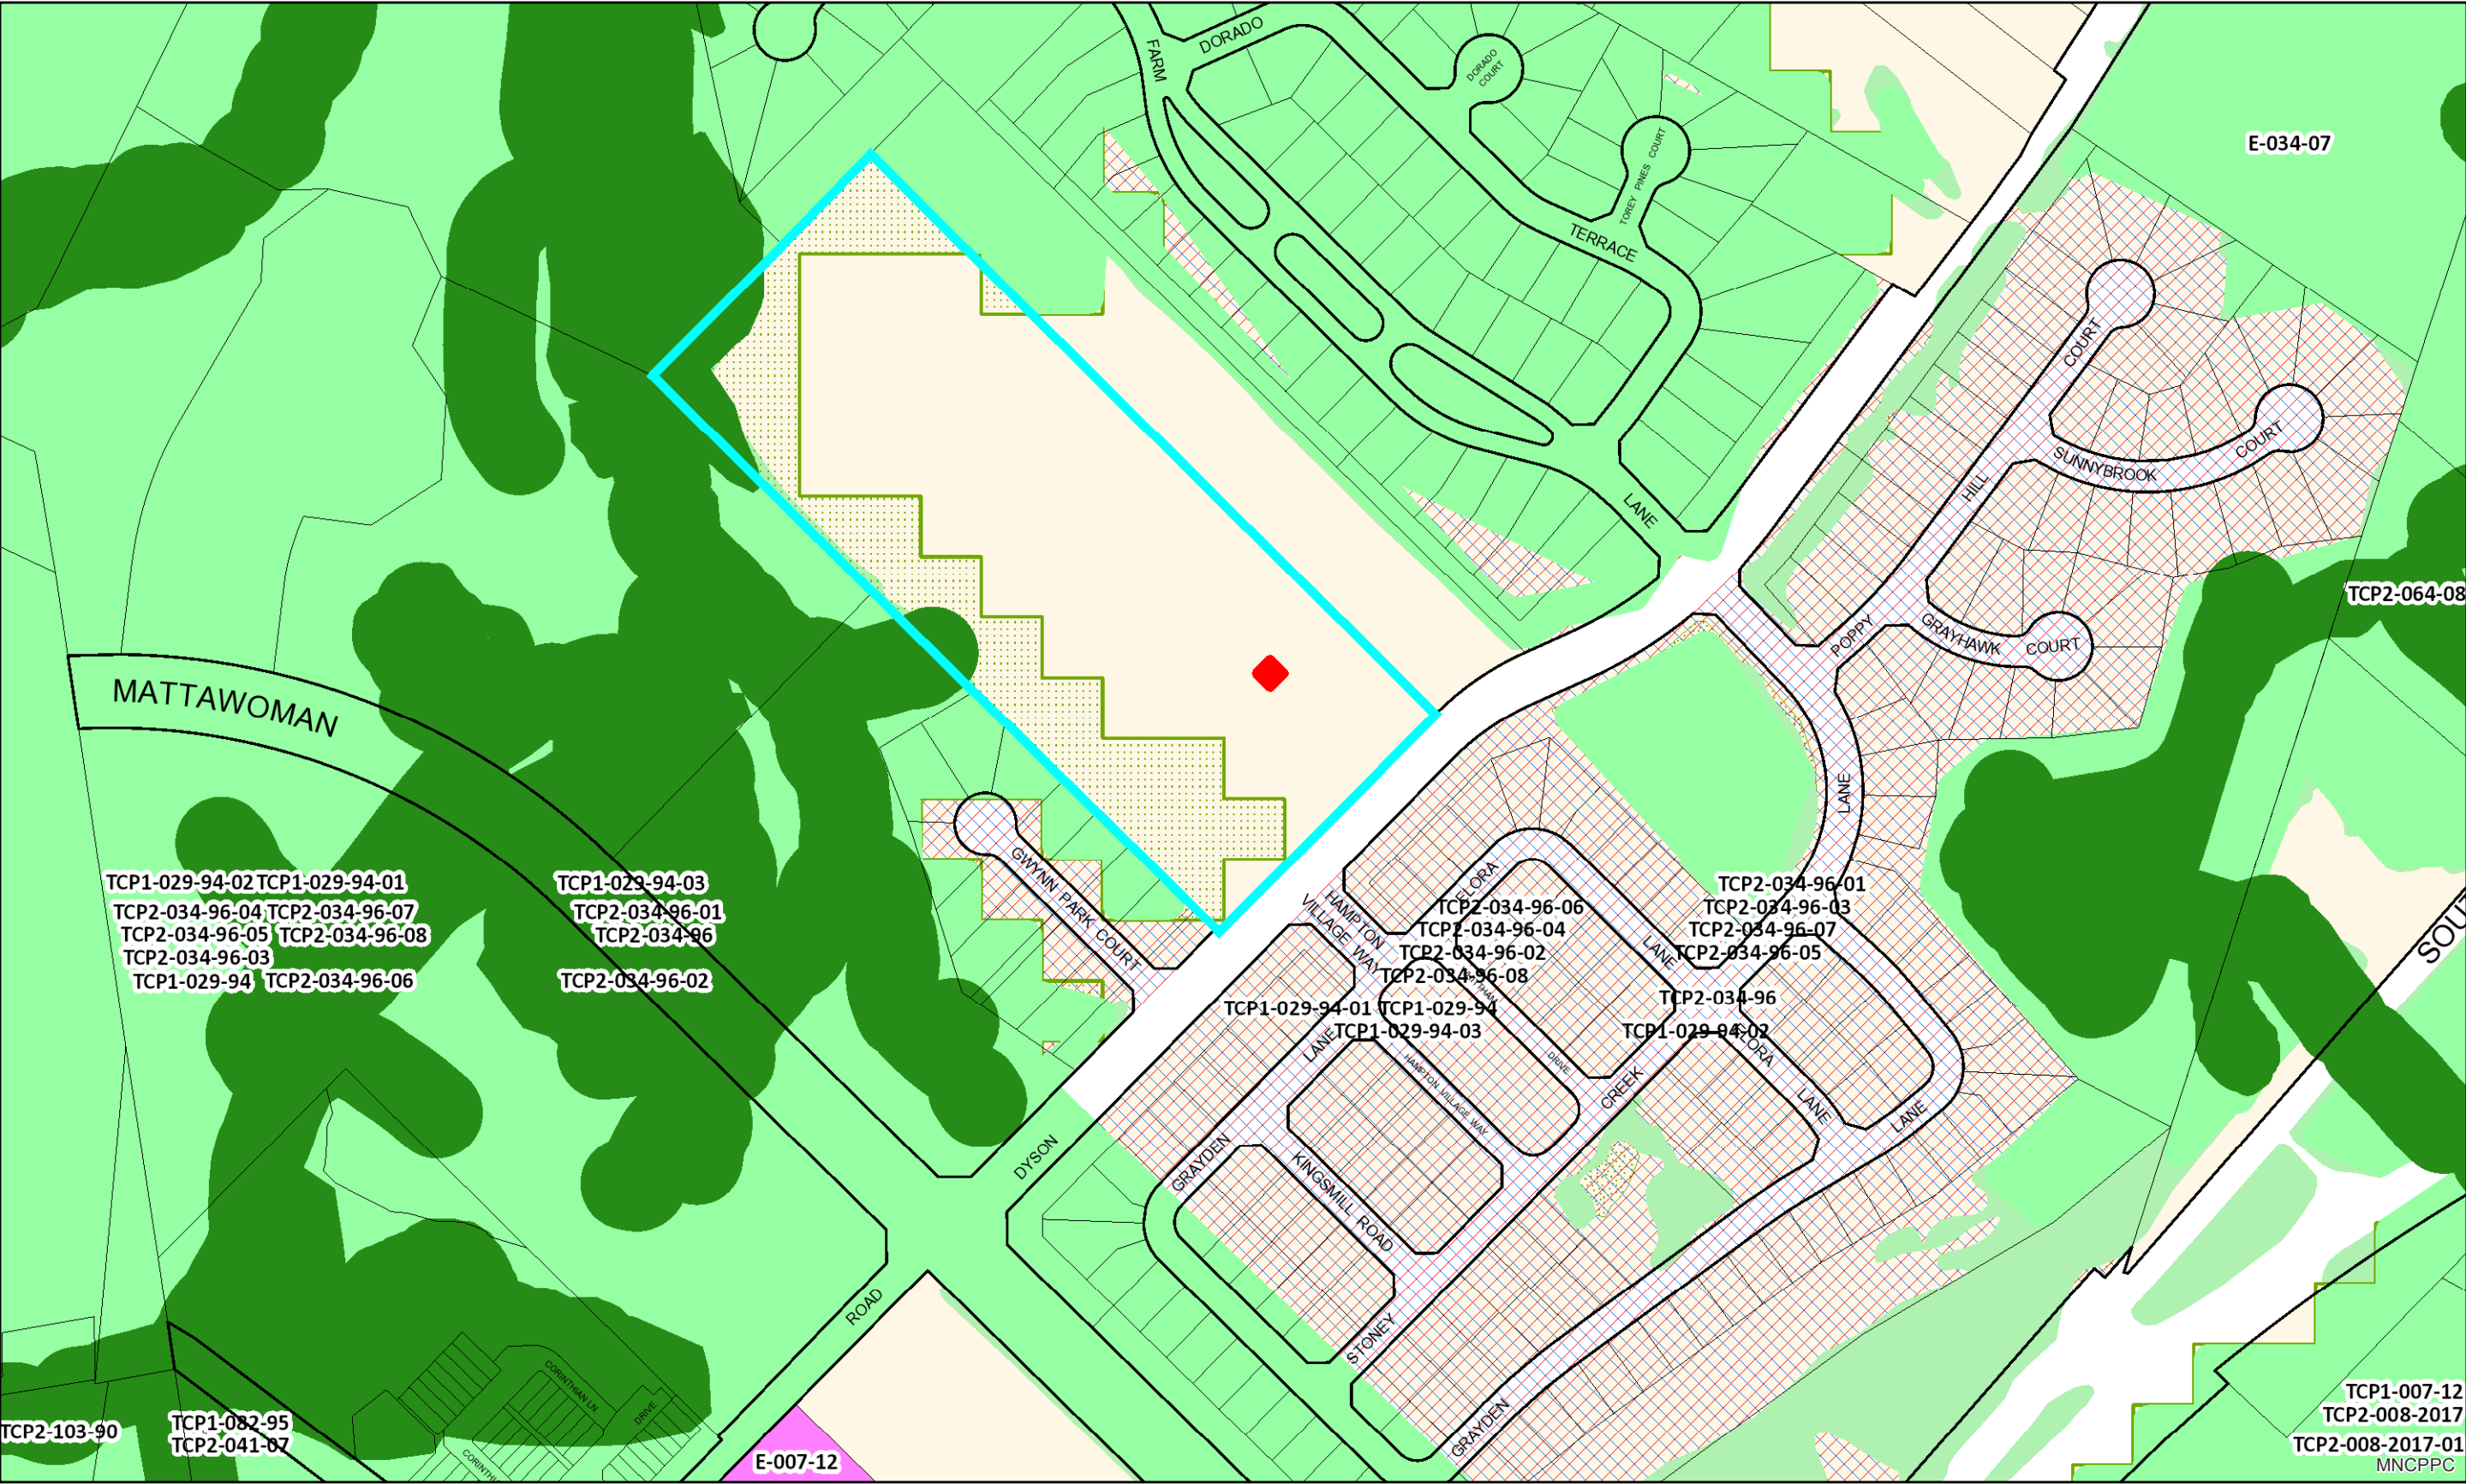 DORADO
FARM
DORADO
COURT
COURT
TOREY PINES
TERRACE
E-034-07
COURT
COURT
SUNNYBROOK
HILL
LANE
TCP2-064-08
POPPY
GRAYHAWK COURT
MATTAWOMAN
LANE
GWYNN PARK COURT
TCP1-029-94-02 TCP1-029-94-01
TCP2-034-96-04 TCP2-034-96-07
TCP2-034-96-05 TCP2-034-96-08
TCP2-034-96-03
TCP1-029-94 TCP2-034-96-06
TCP1-029-94-03
TCP2-034-96-01
TCP2-034-96
TCP2-034-96-02
HAMPTON
VILLAGE WAY
ELORA
LANE
TCP2-034-96-06
TCP2-034-96-04
TCP2-034-96-02
TCP2-034-96-08
TCP1-029-94-01 TCP1-029-94
TCP1-029-94-03
TCP2-034-96-01
TCP2-034-96-03
TCP2-034-96-07
TCP2-034-96-05
TCP2-034-96
TCP1-029-94-02
LANE
HAMPTON VILLAGE WAY
DRIVE
CREEK
LANE
LANE
DYSON
GRAYDEN
KINGSMILL ROAD
ROAD
STONEY
GRAYDEN
CORINTHIAN LN
DRIVE
TCP2-103-90
TCP1-082-95
TCP2-041-07
E-007-12
TCP1-007-12
TCP2-008-2017
TCP2-008-2017-01
MNCPPC